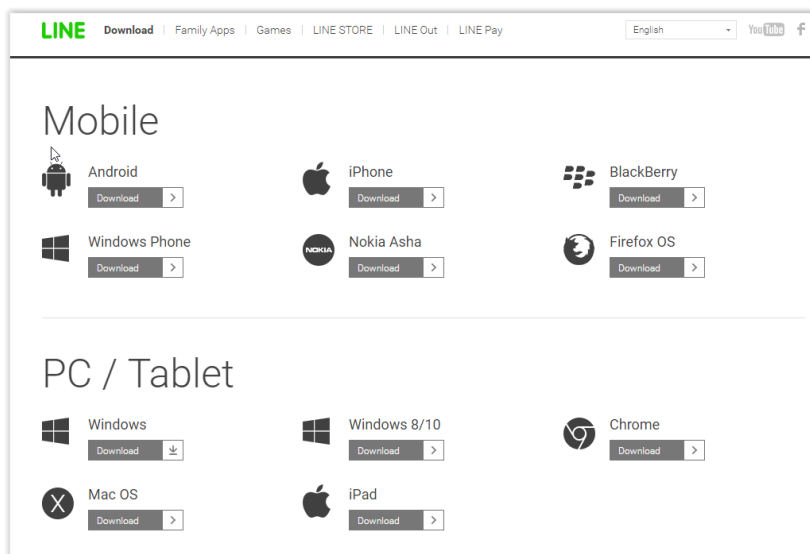 LINE Download Family Apps Games LINE STORE LINE Out LINE Pay English You Tube f
Mobile
Android iPhone BlackBerry
Download Download Download
Windows Phone NOKIA Nokia Asha Firefox OS
Download Download Download
PC / Tablet
Windows Windows 8/10 Chrome
Download Download Download
X Mac OS iPad
Download Download